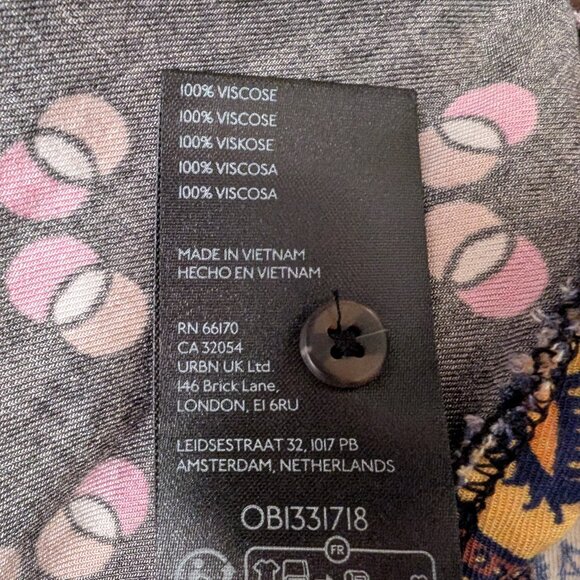 100% VISCOSE
100% VISCOSE
100% VISKOSE
100% VISCOSA
100% VISCOSA
MADE IN VIETNAM
HECHO EN VIETNAM
RN 66170
CA 32054
URBN UK Ltd.
146 Brick Lane,
LONDON, E1 6RU
LEIDSESTRAAT 32, 1017 PB
AMSTERDAM, NETHERLANDS
OB1331718
FR